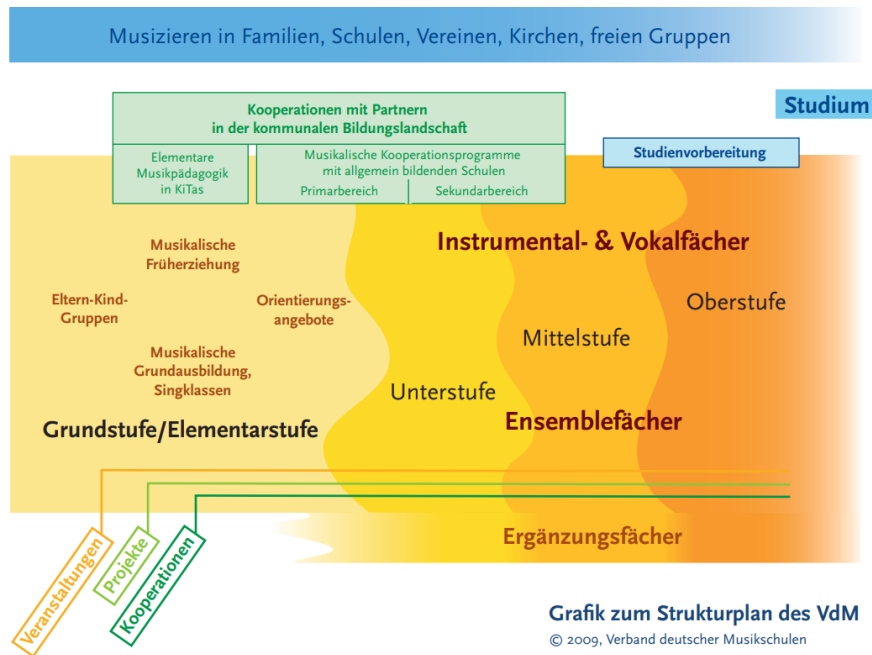 Musizieren in Familien, Schulen, Vereinen, Kirchen, freien Gruppen
Studium
Kooperationen mit Partnern
in der kommunalen Bildungslandschaft
Elementare
Musikpädagogik
in KiTas
Musikalische Kooperationsprogramme
mit allgemein bildenden Schulen
Primarbereich
Sekundarbereich
Studienvorbereitung
Instrumental- & Vokalfächer
Musikalische
Früherziehung
Eltern-Kind-
Gruppen
Orientierungs-
angebote
Musikalische
Grundausbildung,
Singklassen
Grundstufe/Elementarstufe
Unterstufe
Mittelstufe
Oberstufe
Ensemblefächer
Ergänzungsfächer
Veranstaltungen
Projekte
Kooperationen
Grafik zum Strukturplan des VdM
© 2009, Verband deutscher Musikschulen